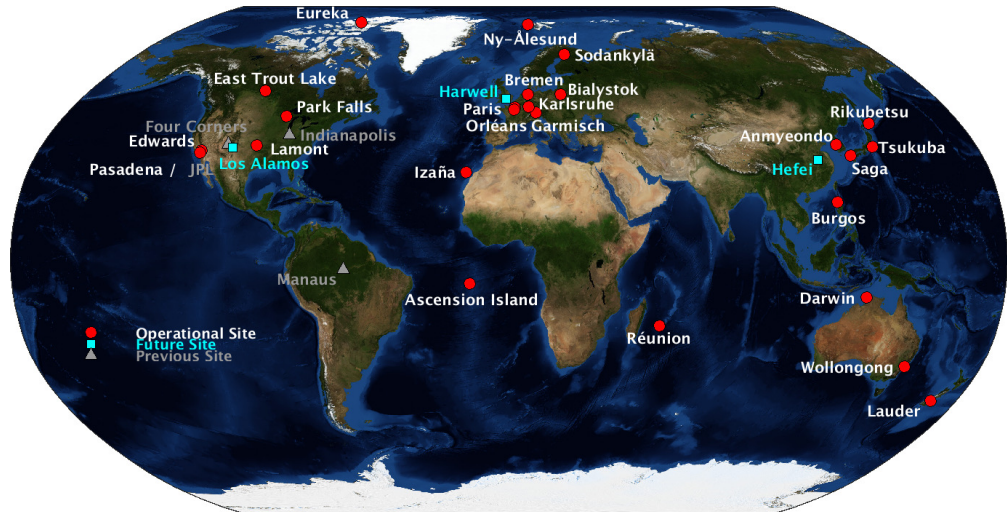 Eureka
Ny-Ålesund
Sodankylä
East Trout Lake
Bremen
Harwell
Bialystok
Park Falls
Paris
Karlsruhe
Rikubetsu
Four Corners
Indianapolis
Orléans Garmisch
Anmyeondo
Edwards
Lamont
Tsukuba
Pasadena / JPL
Los Alamos
Izaña
Hefei
Saga
Burgos
Manaus
Ascension Island
Darwin
Operational Site
Réunion
Future Site
Previous Site
Wollongong
Lauder